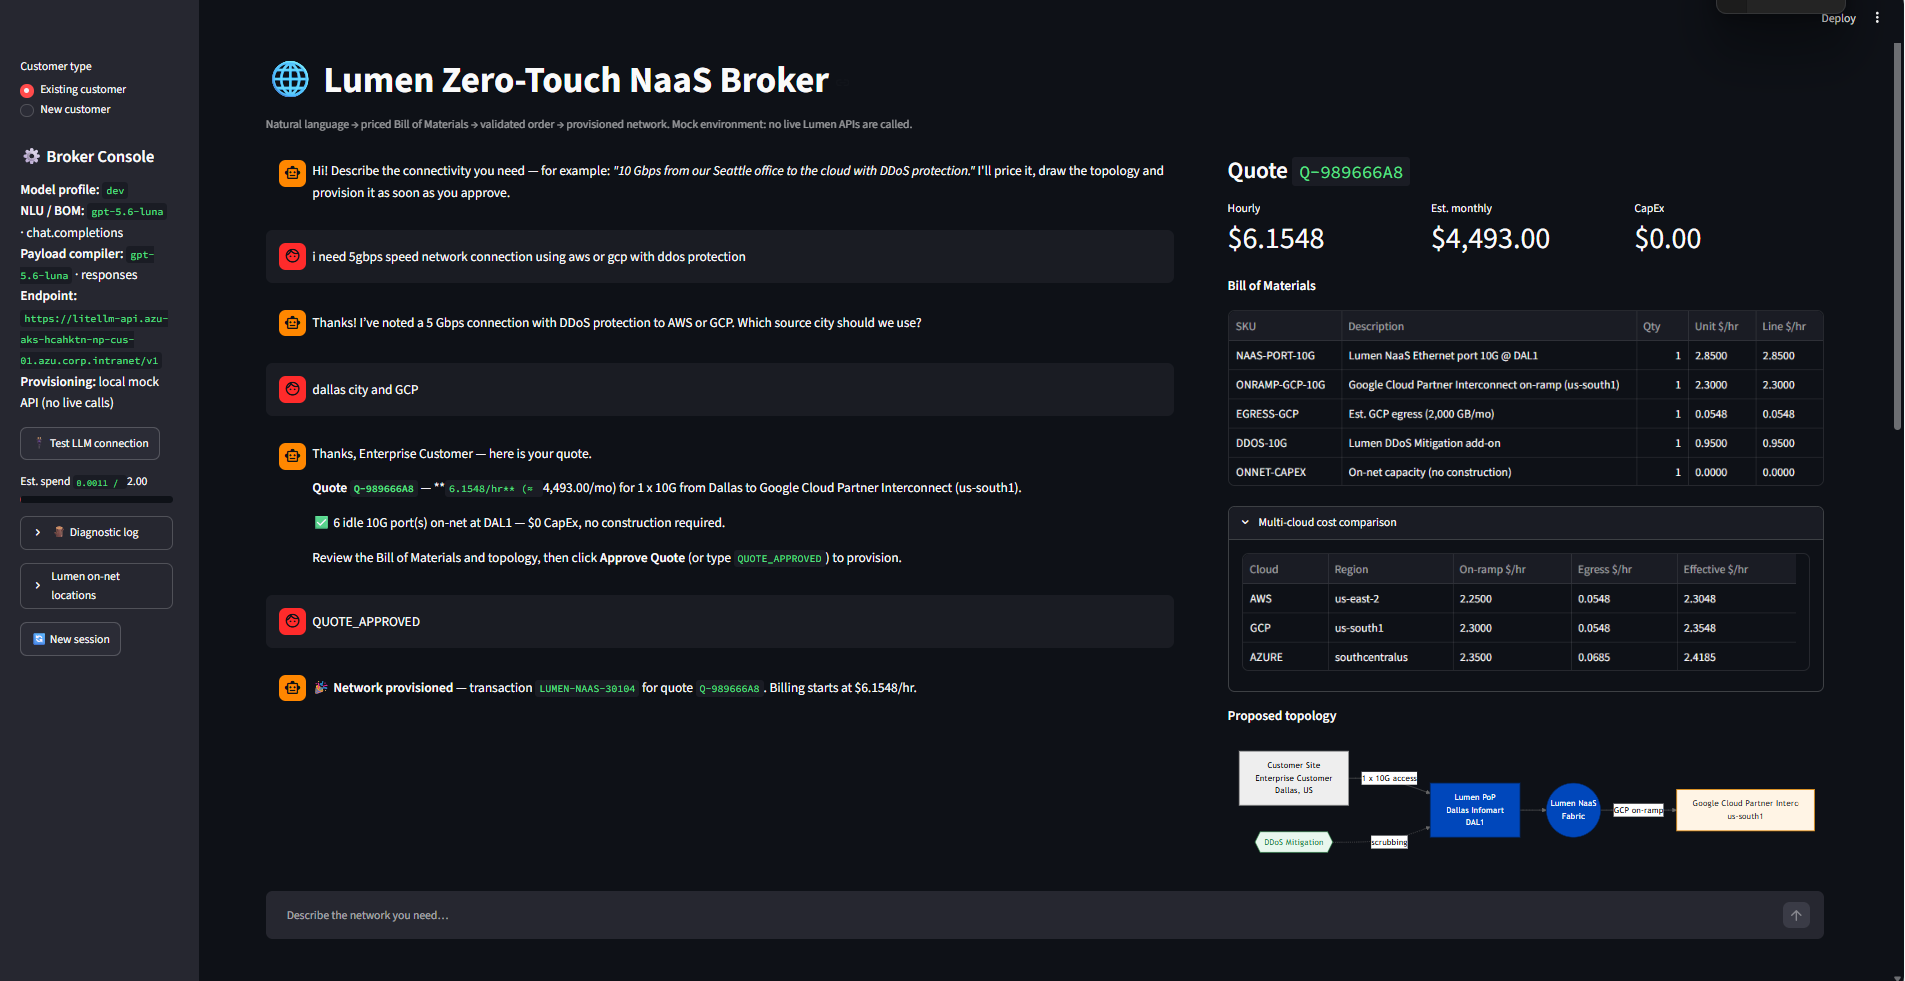 Deploy
Customer type
Existing customer
New customer
Broker Console
Model profile: dev
NLU / BOM: gpt-5.6-luna
· chat.completions
Payload compiler: gpt-
5.6-luna · responses
Endpoint:
https://litellm-api.azu-
aks-hcahktn-np-cus-
01.azu.corp.intranet/v1
Provisioning: local mock
API (no live calls)
Test LLM connection
Est. spend 0.0011 / 2.00
Diagnostic log
Lumen on-net
locations
New session
Lumen Zero-Touch NaaS Broker
Natural language → priced Bill of Materials → validated order → provisioned network. Mock environment: no live Lumen APIs are called.
Hi! Describe the connectivity you need — for example: "10 Gbps from our Seattle office to the cloud with DDoS protection." I'll price it, draw the topology and
provision it as soon as you approve.
i need 5gbps speed network connection using aws or gcp with ddos protection
Thanks! I've noted a 5 Gbps connection with DDoS protection to AWS or GCP. Which source city should we use?
dallas city and GCP
Thanks, Enterprise Customer — here is your quote.
Quote Q-989666A8 — ** 6.1548/hr** (≈ 4,493.00/mo) for 1 x 10G from Dallas to Google Cloud Partner Interconnect (us-south1).
✅ 6 idle 10G port(s) on-net at DAL1 — $0 CapEx, no construction required.
Review the Bill of Materials and topology, then click Approve Quote (or type QUOTE_APPROVED ) to provision.
QUOTE_APPROVED
🎉 Network provisioned — transaction LUMEN-NAAS-30104 for quote Q-989666A8 . Billing starts at $6.1548/hr.
Describe the network you need…
Quote Q-989666A8
Hourly Est. monthly CapEx
$6.1548 $4,493.00 $0.00
Bill of Materials
SKU Description Qty Unit $/hr Line $/hr
NAAS-PORT-10G Lumen NaaS Ethernet port 10G @ DAL1 1 2.8500 2.8500
ONRAMP-GCP-10G Google Cloud Partner Interconnect on-ramp (us-south1) 1 2.3000 2.3000
EGRESS-GCP Est. GCP egress (2,000 GB/mo) 1 0.0548 0.0548
DDOS-10G Lumen DDoS Mitigation add-on 1 0.9500 0.9500
ONNET-CAPEX On-net capacity (no construction) 1 0.0000 0.0000
Multi-cloud cost comparison
Cloud Region On-ramp $/hr Egress $/hr Effective $/hr
AWS us-east-2 2.2500 0.0548 2.3048
GCP us-south1 2.3000 0.0548 2.3548
AZURE southcentralus 2.3500 0.0685 2.4185
Proposed topology
Customer Site
Enterprise Customer
Dallas, US
1 x 10G access
DDoS Mitigation
scrubbing
Lumen PoP
Dallas Infomart
DAL1
Lumen NaaS
Fabric
GCP on-ramp
Google Cloud Partner Interc
us-south1